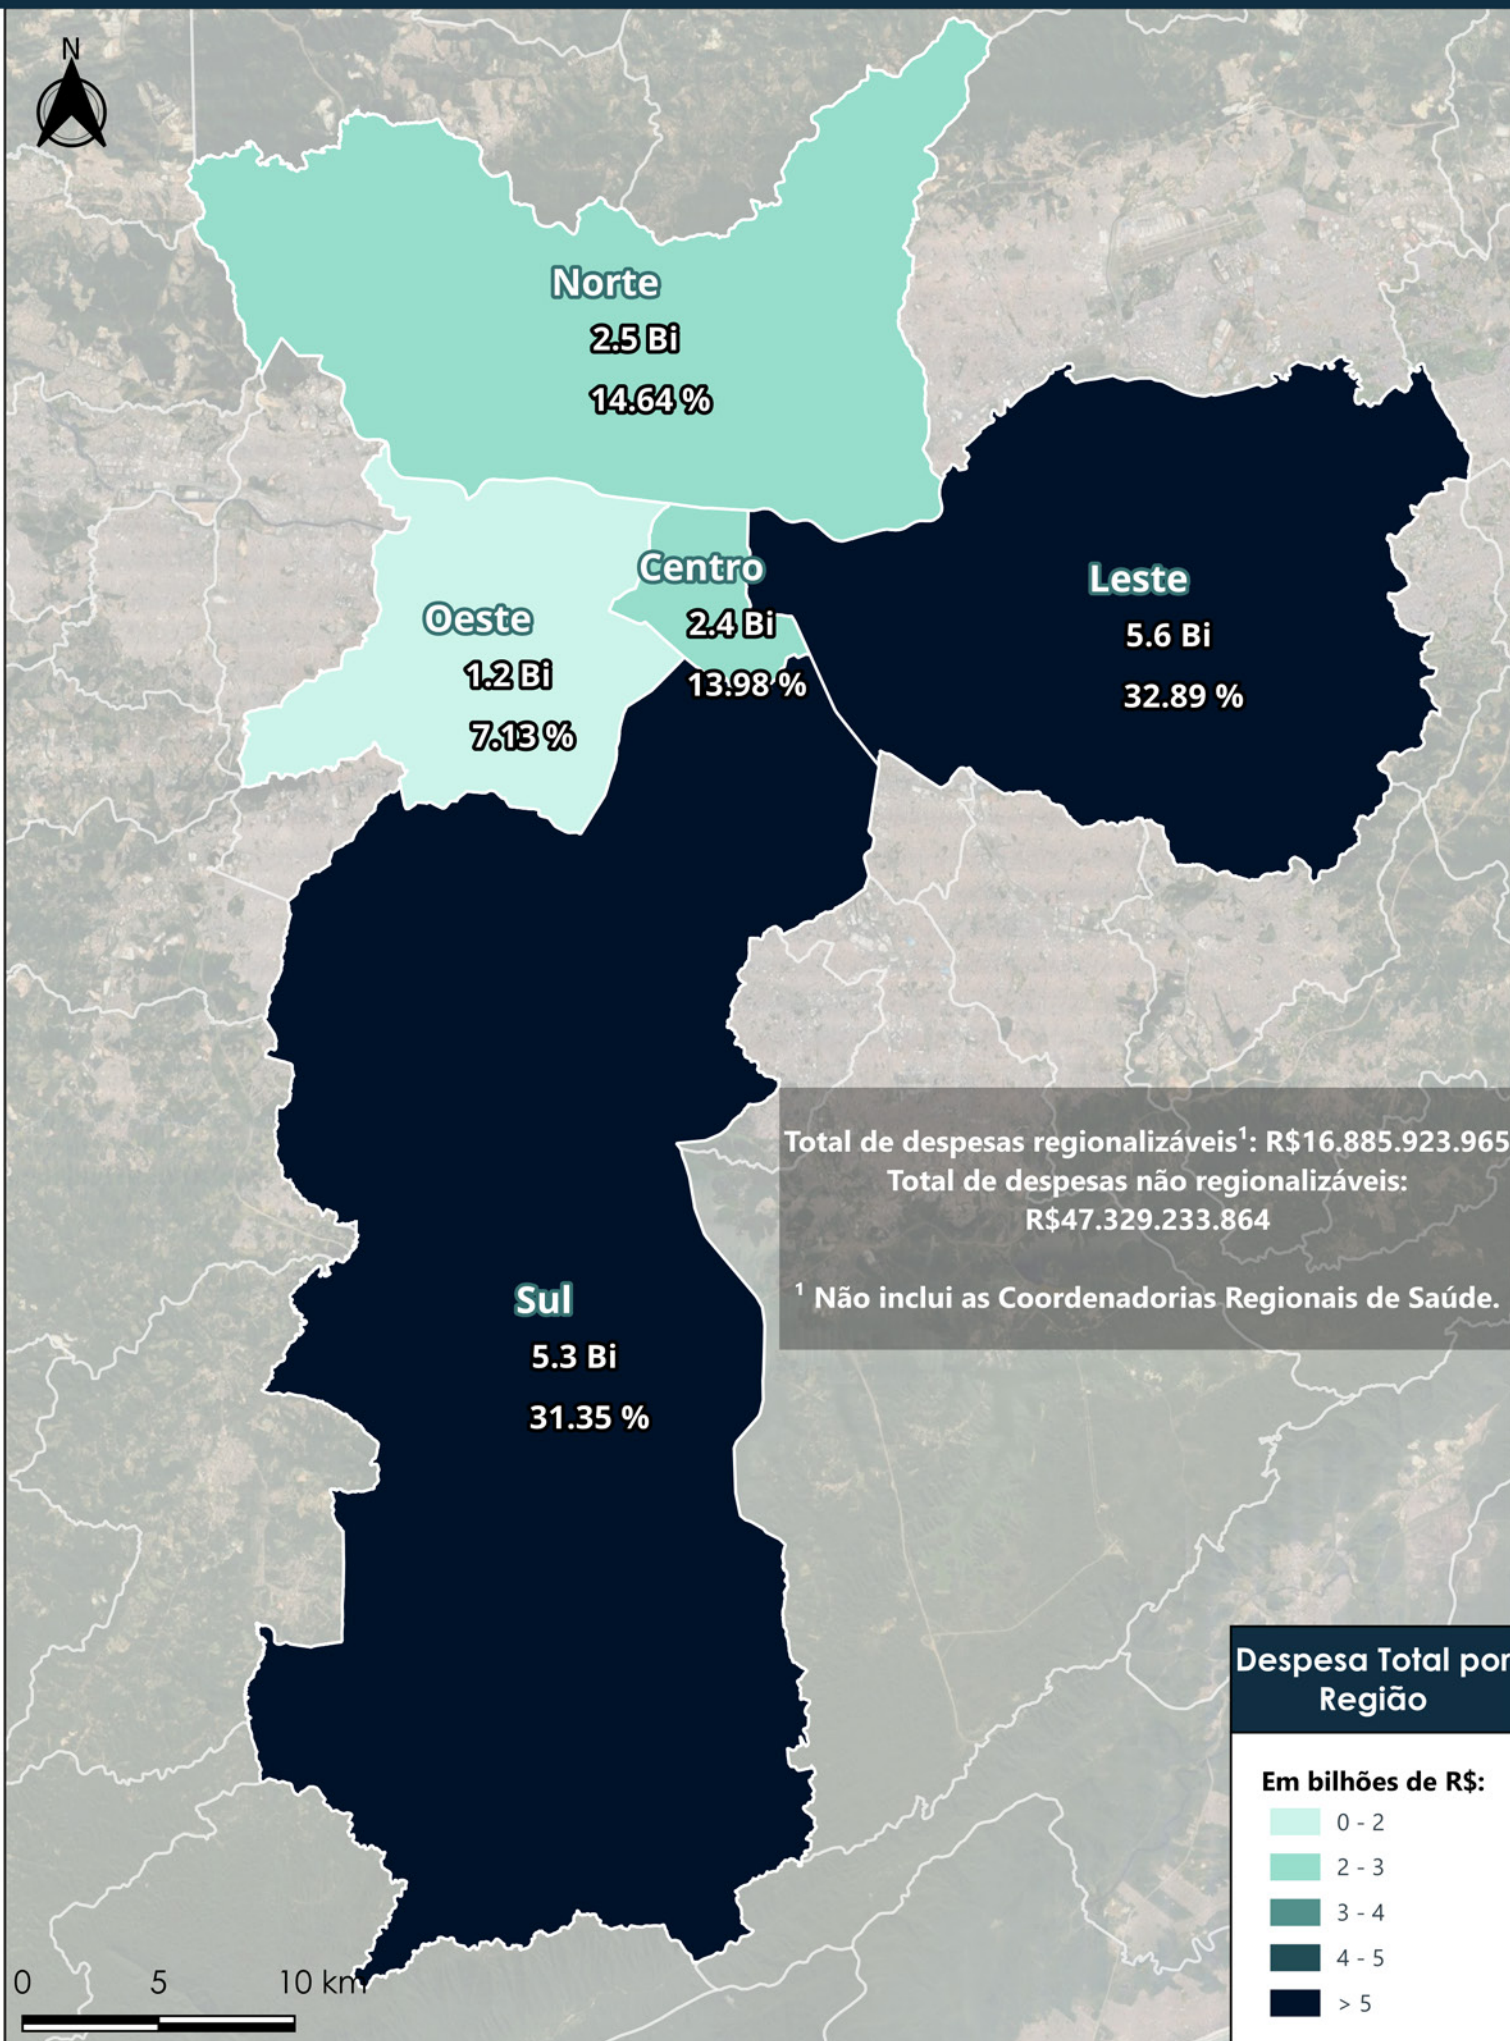 N
Norte
2.5 Bi
14.64 %
Centro
2.4 Bi
13.98 %
Oeste
1.2 Bi
7.13 %
Leste
5.6 Bi
32.89 %
Total de despesas regionalizáveis¹: R$16.885.923.965
Total de despesas não regionalizáveis:
R$47.329.233.864
¹ Não inclui as Coordenadorias Regionais de Saúde.
Sul
5.3 Bi
31.35 %
Despesa Total por
Região
Em bilhões de R$:
0 - 2
2 - 3
3 - 4
4 - 5
> 5
0 5 10 km